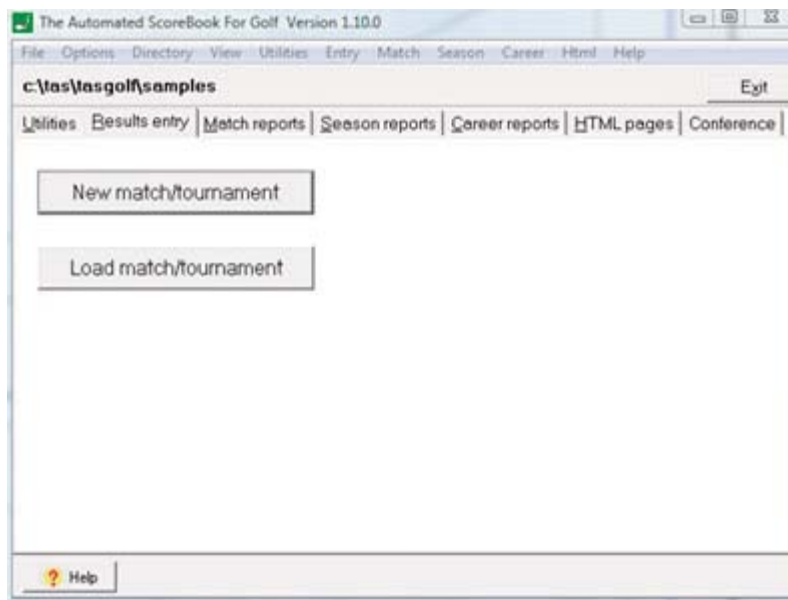 The Automated ScoreBook For Golf Version 1.10.0
File Options Directory View Utilities Entry Match Season Career Html Help
c:\tas\tasgolf\samples Exit
Utilities Results entry Match reports Season reports Career reports HTML pages Conference
New match/tournament
Load match/tournament
? Help